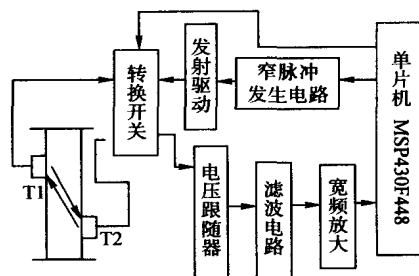 转换开关
发射驱动
窄脉冲
发生电路
单片机 MSP430F448
T1
T2
电压跟随器
滤波电路
宽频放大